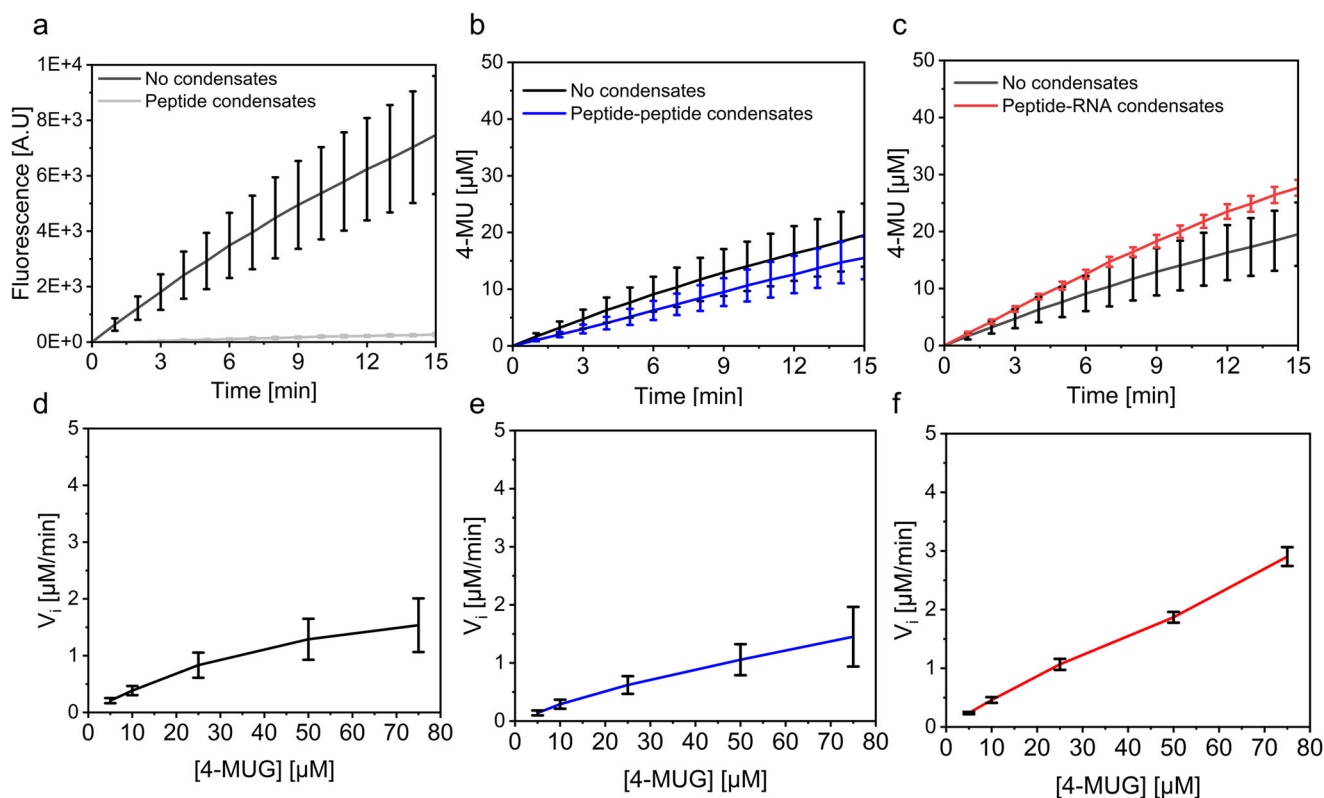 a
Fluorescence [A.U]
1E+4
8E+3
6E+3
4E+3
2E+3
0E+0
No condensates
Peptide condensates
0 3 6 9 12 15
Time [min]
b
4-MU [µM]
50
40
30
20
10
0
No condensates
Peptide-peptide condensates
0 3 6 9 12 15
Time [min]
c
4-MU [µM]
50
40
30
20
10
0
No condensates
Peptide-RNA condensates
0 3 6 9 12 15
Time [min]
d
Vi [µM/min]
5
4
3
2
1
0
0 10 20 30 40 50 60 70 80
[4-MUG] [µM]
e
Vi [µM/min]
5
4
3
2
1
0
0 10 20 30 40 50 60 70 80
[4-MUG] [µM]
f
Vi [µM/min]
5
4
3
2
1
0
0 10 20 30 40 50 60 70 80
[4-MUG] [µM]